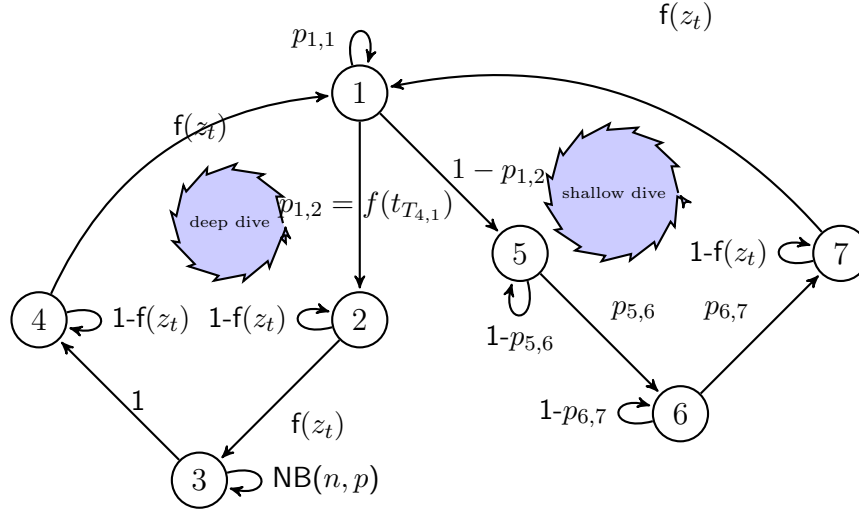 f(z_t)
p_{1,1}
1
f(z_t)
1 − p_{1,2}
shallow dive
deep dive
p_{1,2} = f(t_{T_{4,1}})
5
1-f(z_t)
7
4
1-f(z_t)
1-f(z_t)
2
p_{5,6}
p_{6,7}
1-p_{5,6}
1
1-p_{6,7}
6
f(z_t)
3
NB(n, p)